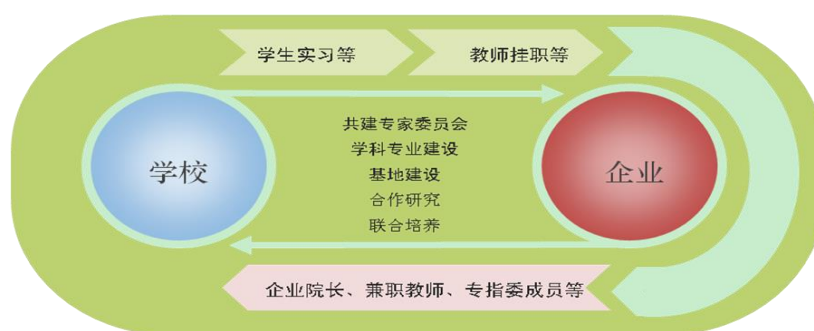 学生实习等
教师挂职等
共建专家委员会
学科专业建设
基地建设
合作研究
联合培养
学校
企业
企业院长、兼职教师、专指委成员等